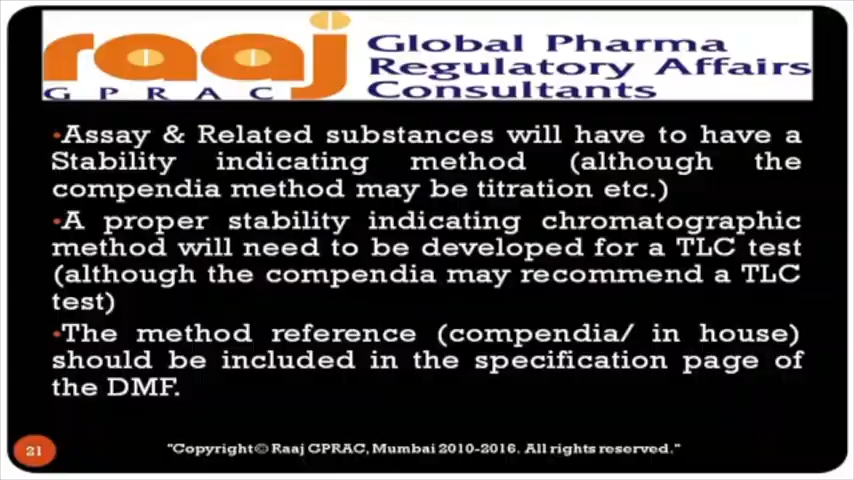 raaj
GPRAC
Global Pharma
Regulatory Affairs
Consultants
•Assay & Related substances will have to have a
Stability indicating method (although the
compendia method may be titration etc.)
•A proper stability indicating chromatographic
method will need to be developed for a TLC test
(although the compendia may recommend a TLC
test)
•The method reference (compendia/ in house)
should be included in the specification page of
the DMF.
21
"Copyright© Raaj GPRAC, Mumbai 2010-2016. All rights reserved."